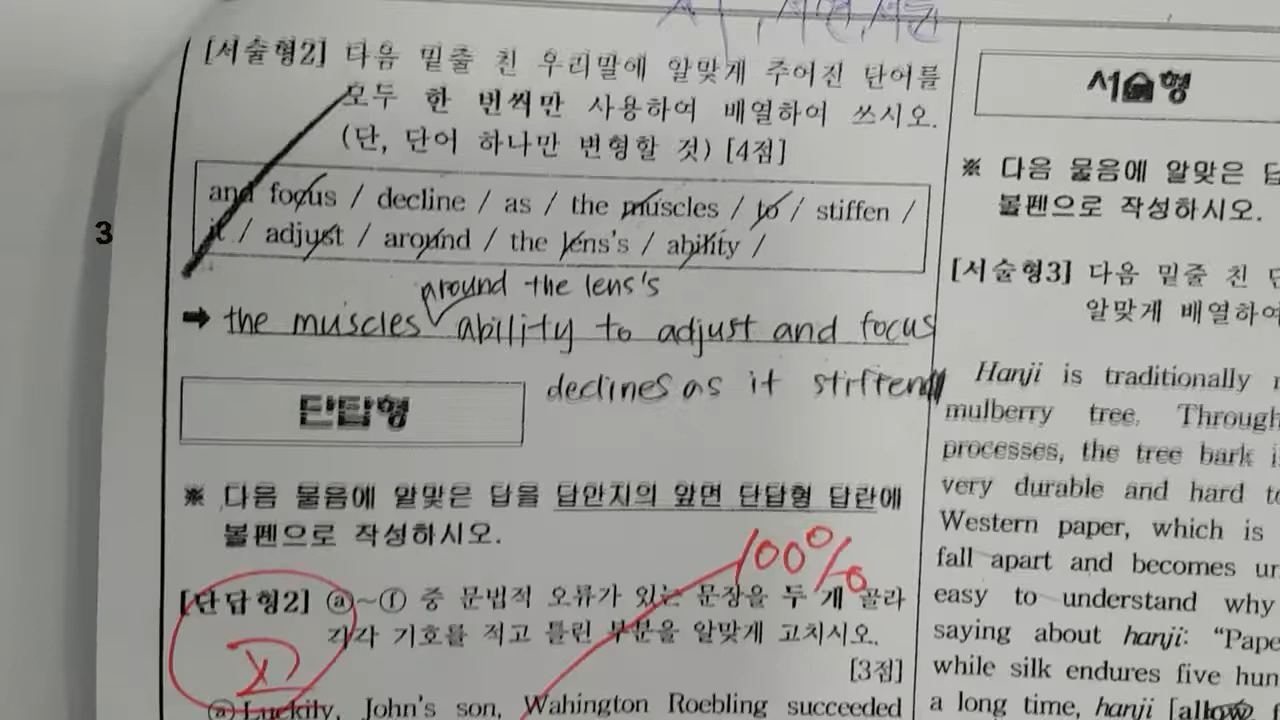 [서술형2] 다음 밑줄 친 우리말에 알맞게 주어진 단어를
모두 한 번씩만 사용하여 배열하여 쓰시오.
(단, 단어 하나만 변형할 것) [4점]
and focus / decline / as / the muscles / to / stiffen /
it / adjust / around / the lens's / ability /
around the lens's
➡ the muscles ability to adjust and focus
declines as it stiffen
3
단답형
※ 다음 물음에 알맞은 답을 답안지의 앞면 단답형 답란에
볼펜으로 작성하시오.
100%
[단답형2] ⓐ~ⓕ 중 문법적 오류가 있는 문장을 두 개 골라
각각 기호를 적고 틀린 부분을 알맞게 고치시오.
[3점]
ⓐ Luckily, John's son, Wahington Roebling succeeded
서술형
※ 다음 물음에 알맞은 답
볼펜으로 작성하시오.
[서술형3] 다음 밑줄 친
알맞게 배열하여
Hanji is traditionally
mulberry tree. Through
processes, the tree bark
very durable and hard
Western paper, which is
fall apart and becomes
easy to understand why
saying about hanji: “
while silk endures five
a long time, hanji [allow